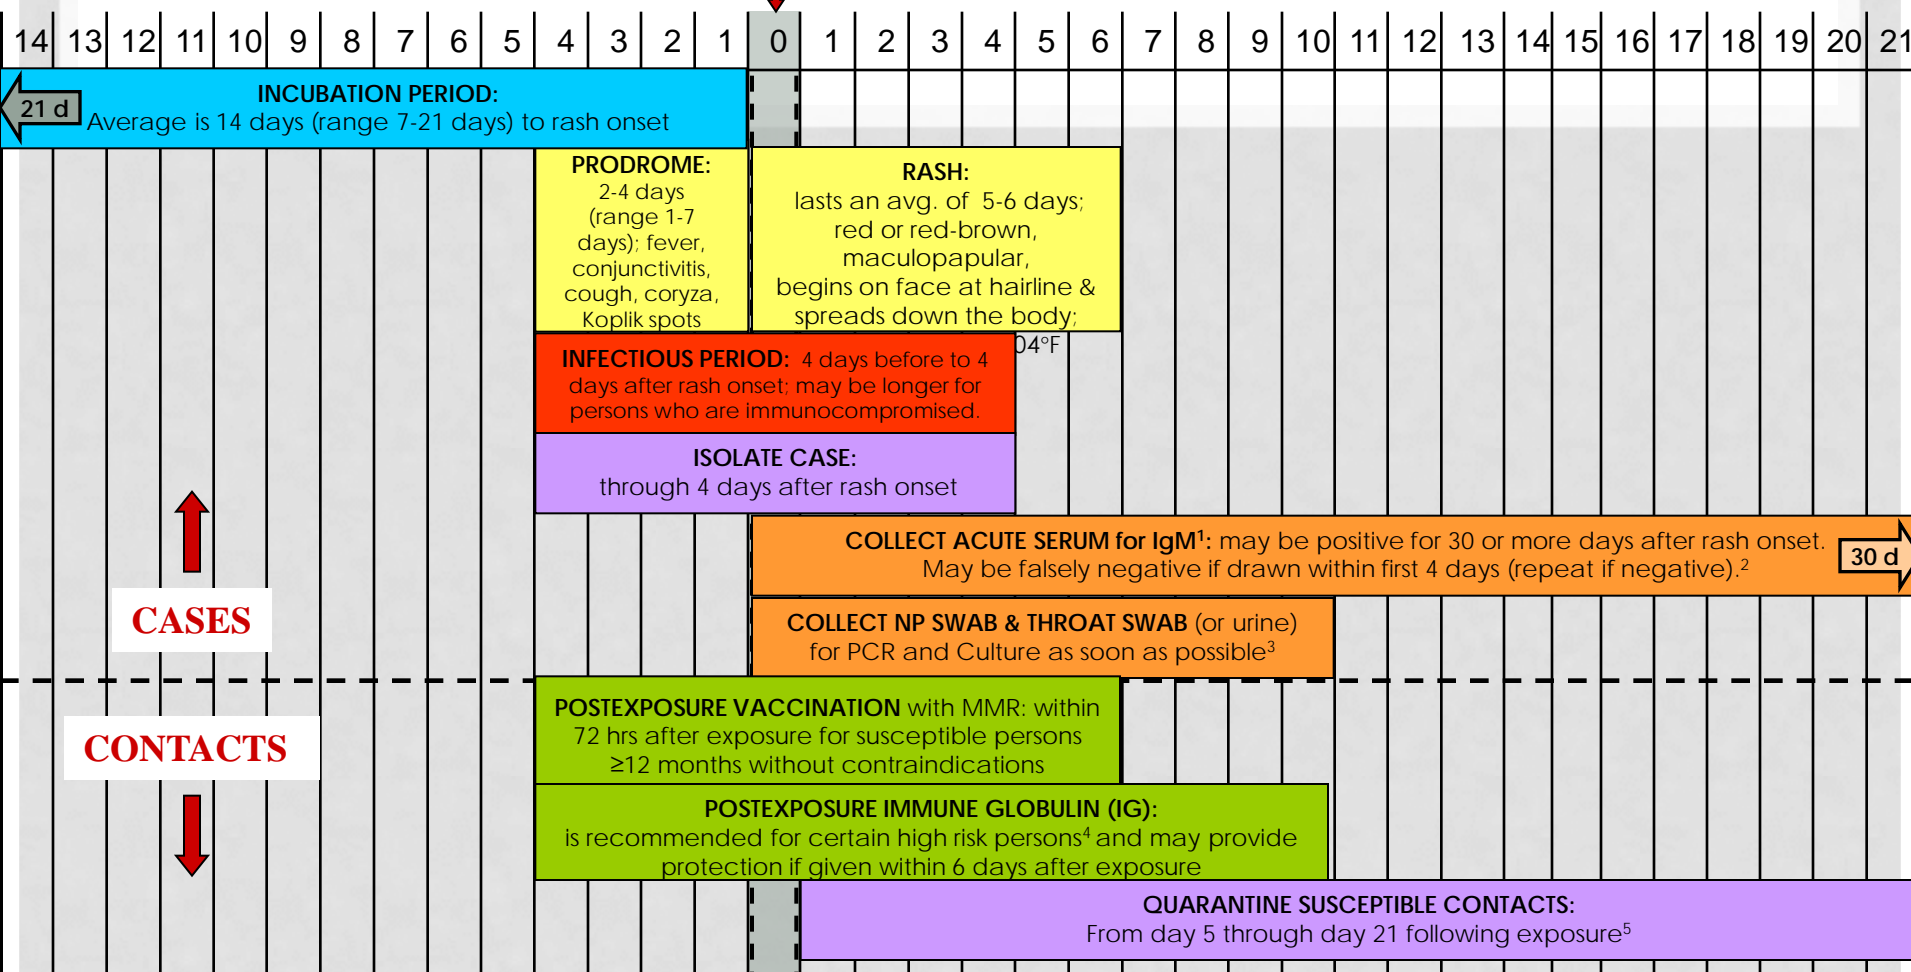 14 13 12 11 10 9 8 7 6 5 4 3 2 1 0 1 2 3 4 5 6 7 8 9 10 11 12 13 14 15 16 17 18 19 20 21
INCUBATION PERIOD:
21 d
Average is 14 days (range 7-21 days) to rash onset
PRODROME:
2-4 days
(range 1-7
days); fever,
conjunctivitis,
cough, coryza,
Koplik spots
RASH:
lasts an avg. of 5-6 days;
red or red-brown,
maculopapular,
begins on face at hairline &
spreads down the body;
04°F
INFECTIOUS PERIOD: 4 days before to 4
days after rash onset; may be longer for
persons who are immunocompromised.
ISOLATE CASE:
through 4 days after rash onset
COLLECT ACUTE SERUM for IgM¹: may be positive for 30 or more days after rash onset.
May be falsely negative if drawn within first 4 days (repeat if negative).²
30 d
CASES
COLLECT NP SWAB & THROAT SWAB (or urine)
for PCR and Culture as soon as possible³
CONTACTS
POSTEXPOSURE VACCINATION with MMR: within
72 hrs after exposure for susceptible persons
≥12 months without contraindications
POSTEXPOSURE IMMUNE GLOBULIN (IG):
is recommended for certain high risk persons⁴ and may provide
protection if given within 6 days after exposure
QUARANTINE SUSCEPTIBLE CONTACTS:
From day 5 through day 21 following exposure⁵